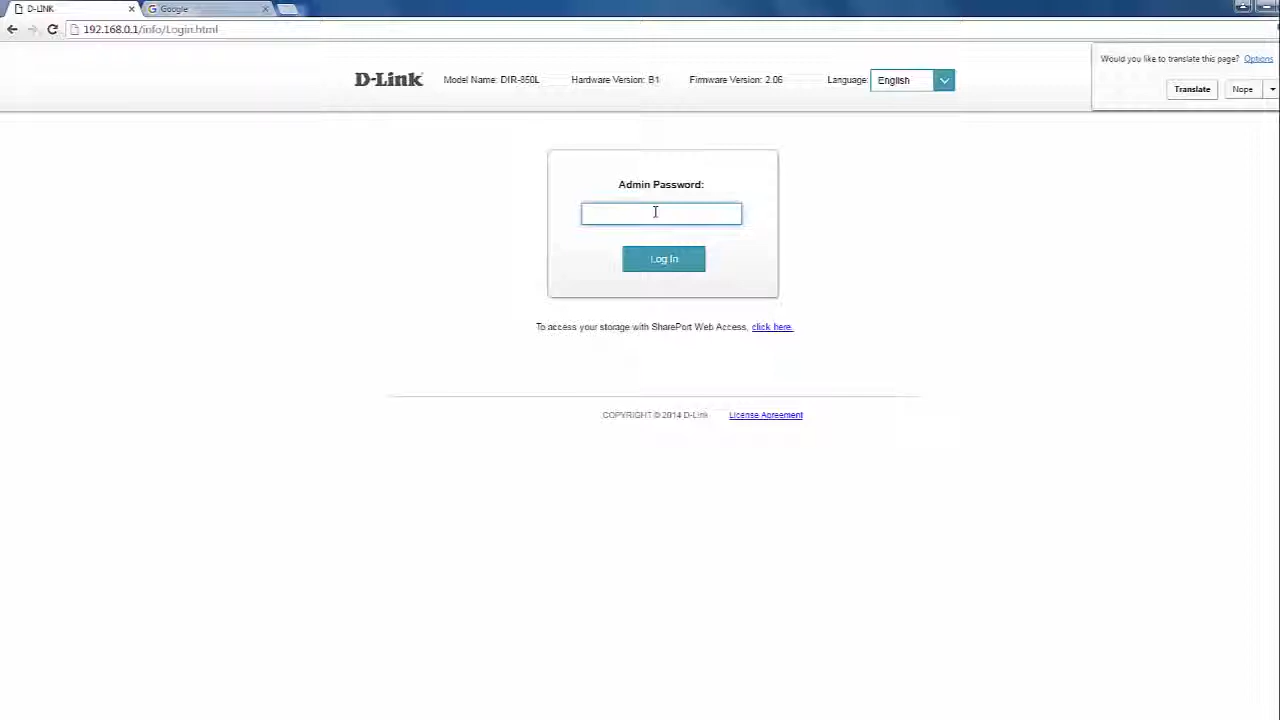 D-LINK
Google
192.168.0.1/info/Login.html
Would you like to translate this page? Options
Translate
Nope
D-Link
Model Name: DIR-850L
Hardware Version: B1
Firmware Version: 2.06
Language:
English
Admin Password:
Log In
To access your storage with SharePort Web Access, click here.
COPYRIGHT © 2014 D-Link
License Agreement